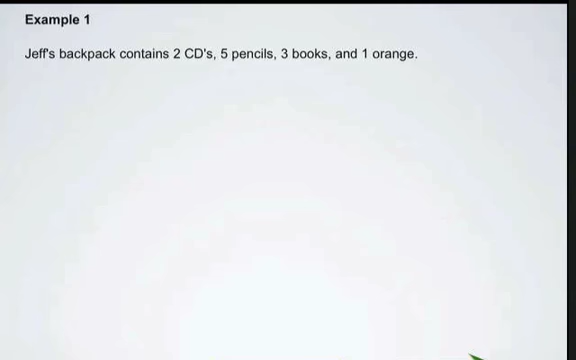 Example 1
Jeff's backpack contains 2 CD's, 5 pencils, 3 books, and 1 orange.